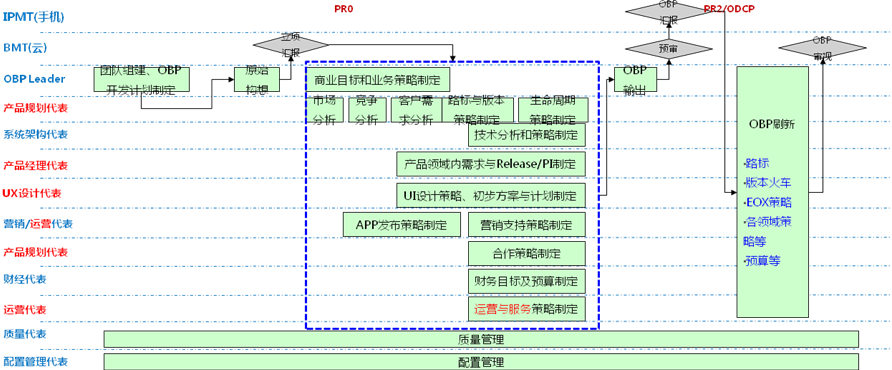 PR0
PR2/ODCP
IPMT(手机)
OBP
汇报
BMT(云)
立项
汇报
预审
OBP
审视
OBP Leader
团队组建、OBP
开发计划制定
原始
构想
商业目标和业务策略制定
OBP
输出
产品规划代表
市场
分析
竞争
分析
客户需
求分析
路标与版本
策略制定
生命周期
策略制定
系统架构代表
技术分析和策略制定
产品经理代表
产品领域内需求与Release/PI制定
UX设计代表
UI设计策略、初步方案与计划制定
营销/运营代表
APP发布策略制定
营销支持策略制定
产品规划代表
合作策略制定
财经代表
财务目标及预算制定
运营代表
运营与服务策略制定
OBP刷新
•路标
•版本火车
•EOX策略
•各领域策
略等
•预算等
质量代表
质量管理
配置管理代表
配置管理